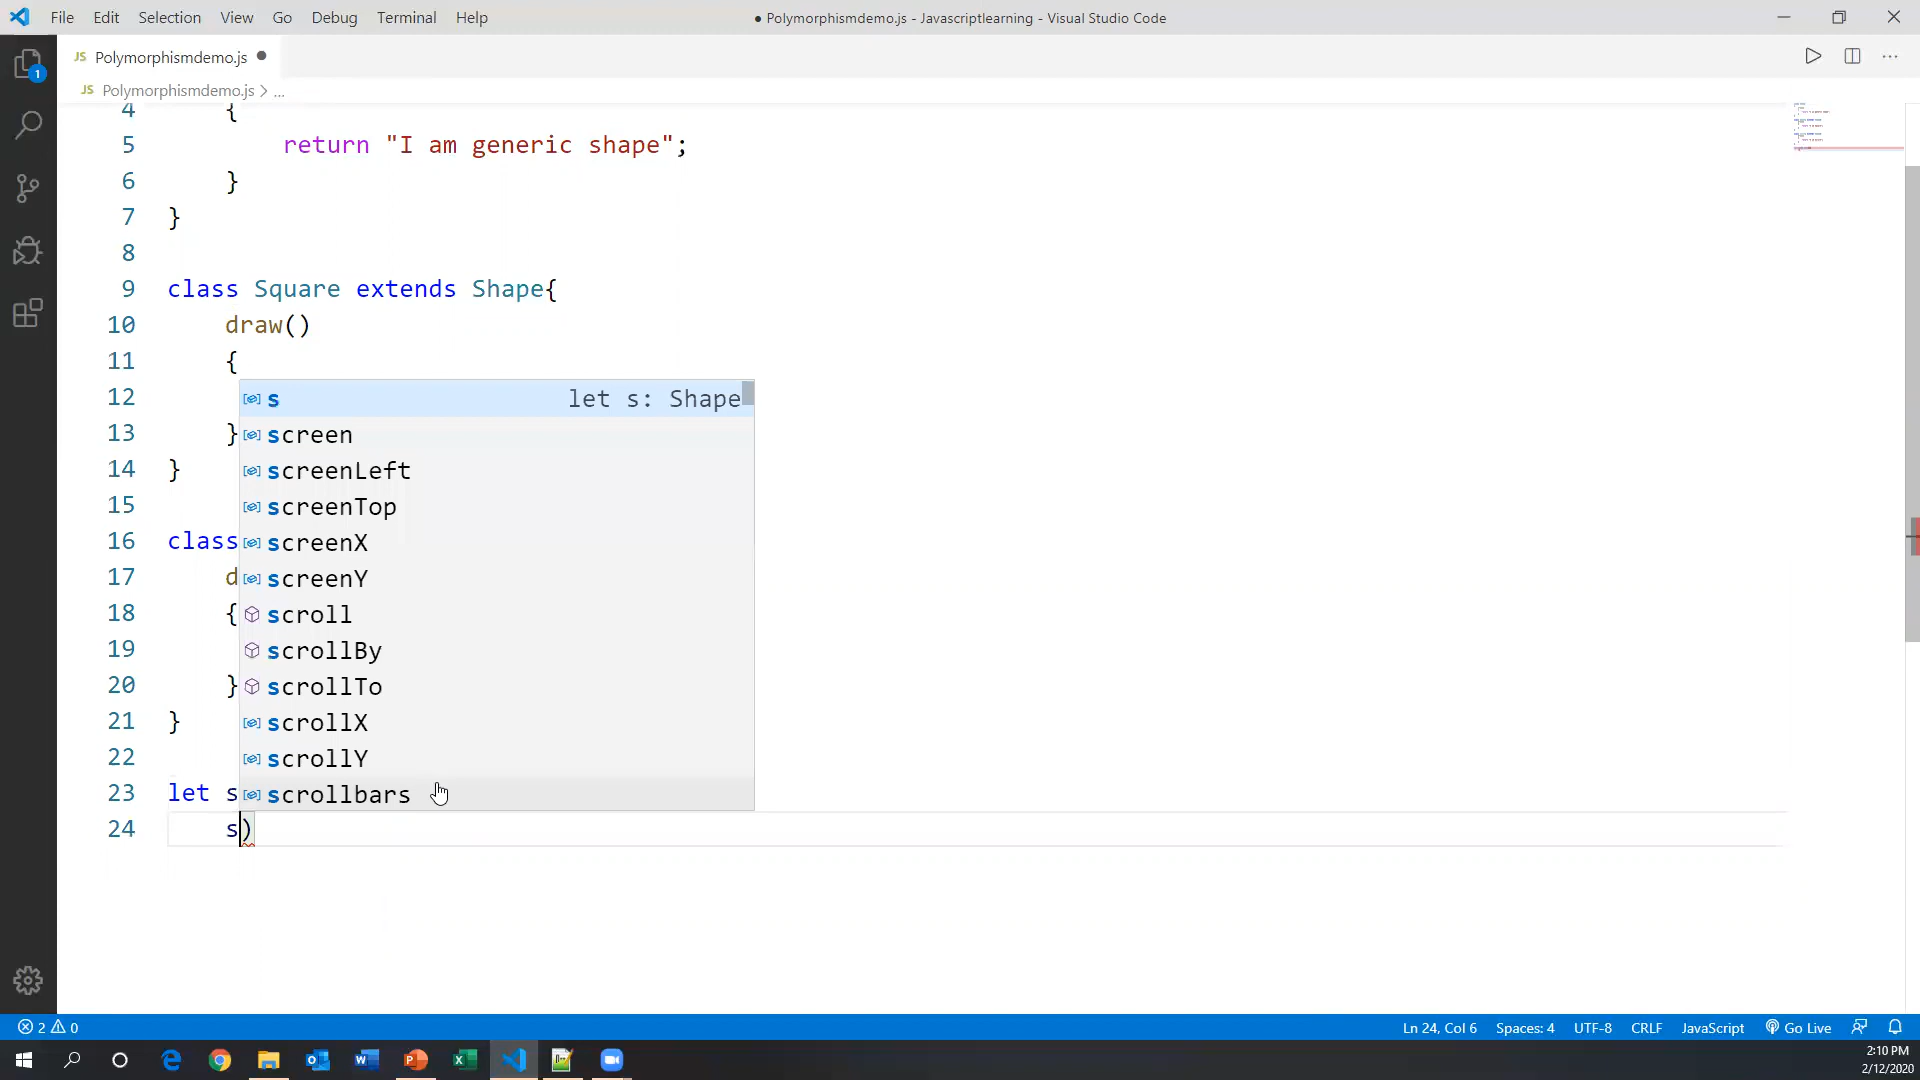 File Edit Selection View Go Debug Terminal Help
● Polymorphismdemo.js - Javascriptlearning - Visual Studio Code
JS Polymorphismdemo.js ●
JS Polymorphismdemo.js > ...
1
4 {
5 return "I am generic shape";
6 }
7 }
8
9 class Square extends Shape{
10 draw()
11 {
12 s let s: Shape
13 } screen
14 } screenLeft
15 screenTop
16 class screenX
17 d screenY
18 { scroll
19 scrollBy
20 } scrollTo
21 } scrollX
22 scrollY
23 let s scrollbars
24 s)
2 0 Ln 24, Col 6 Spaces: 4 UTF-8 CRLF JavaScript Go Live
2:10 PM
2/12/2020